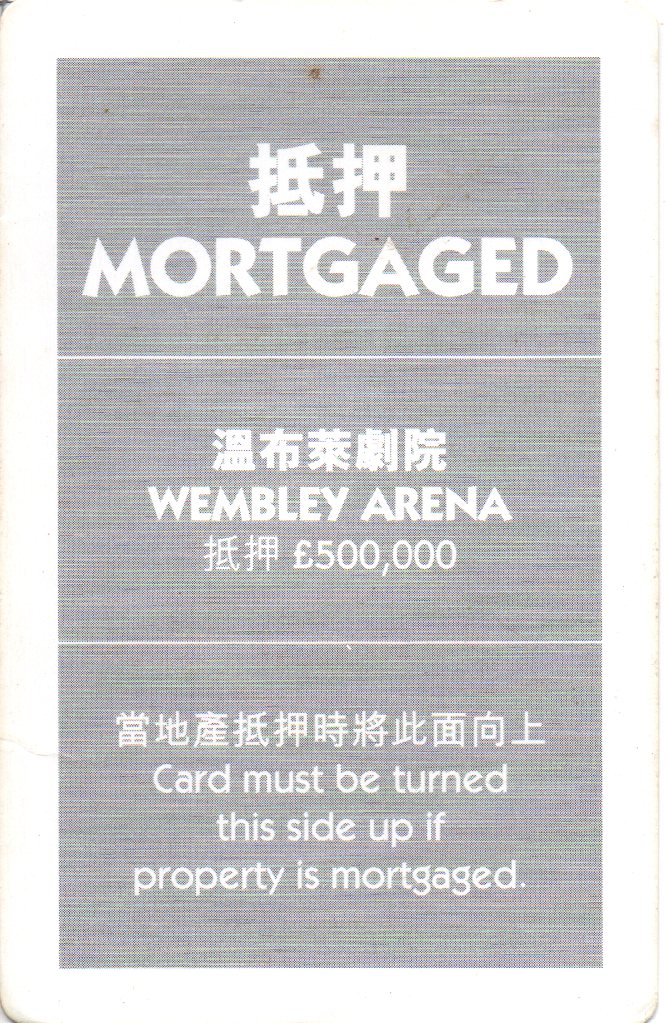 抵押
MORTGAGED
溫布萊劇院
WEMBLEY ARENA
抵押 £500,000
當地產抵押時將此面向上
Card must be turned
this side up if
property is mortgaged.